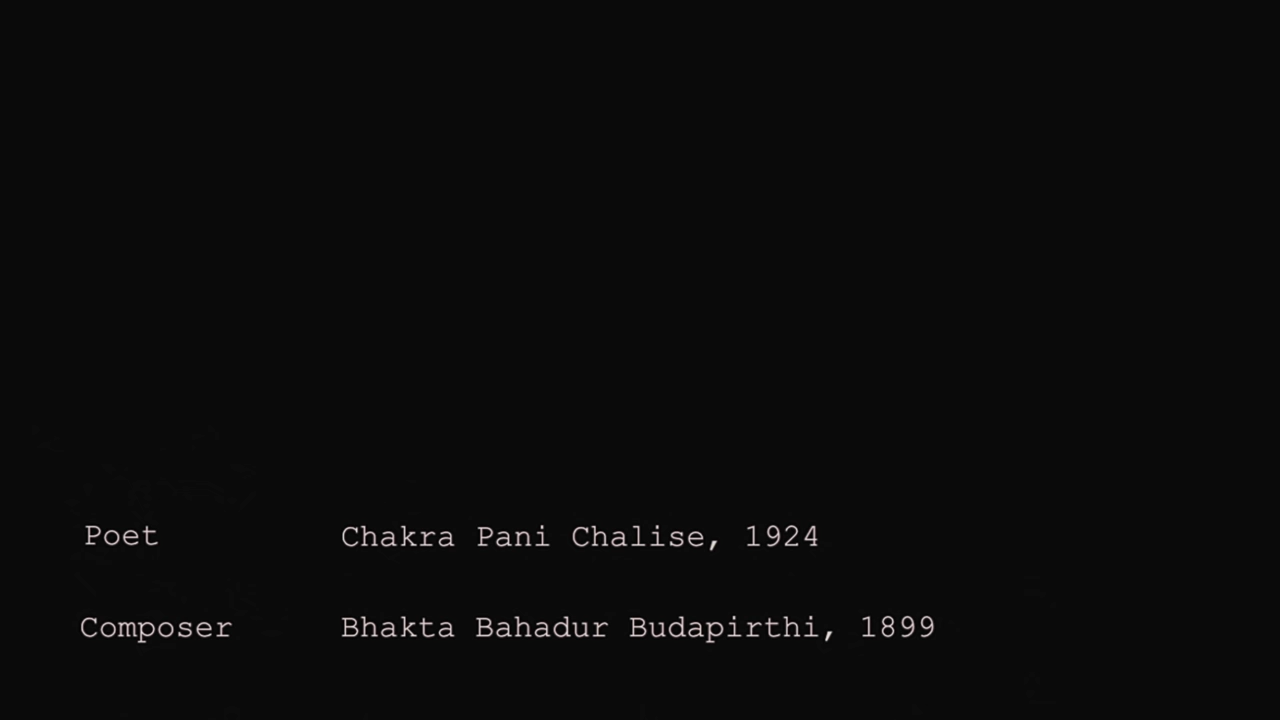 Poet Chakra Pani Chalise, 1924
Composer Bhakta Bahadur Budapirthi, 1899